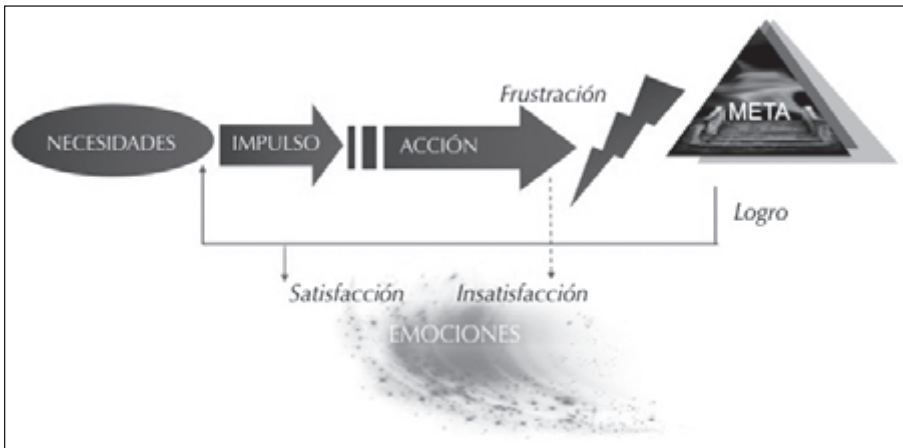 Frustración
META
NECESIDADES
IMPULSO
ACCIÓN
Logro
Satisfacción
Insatisfacción
EMOCIONES